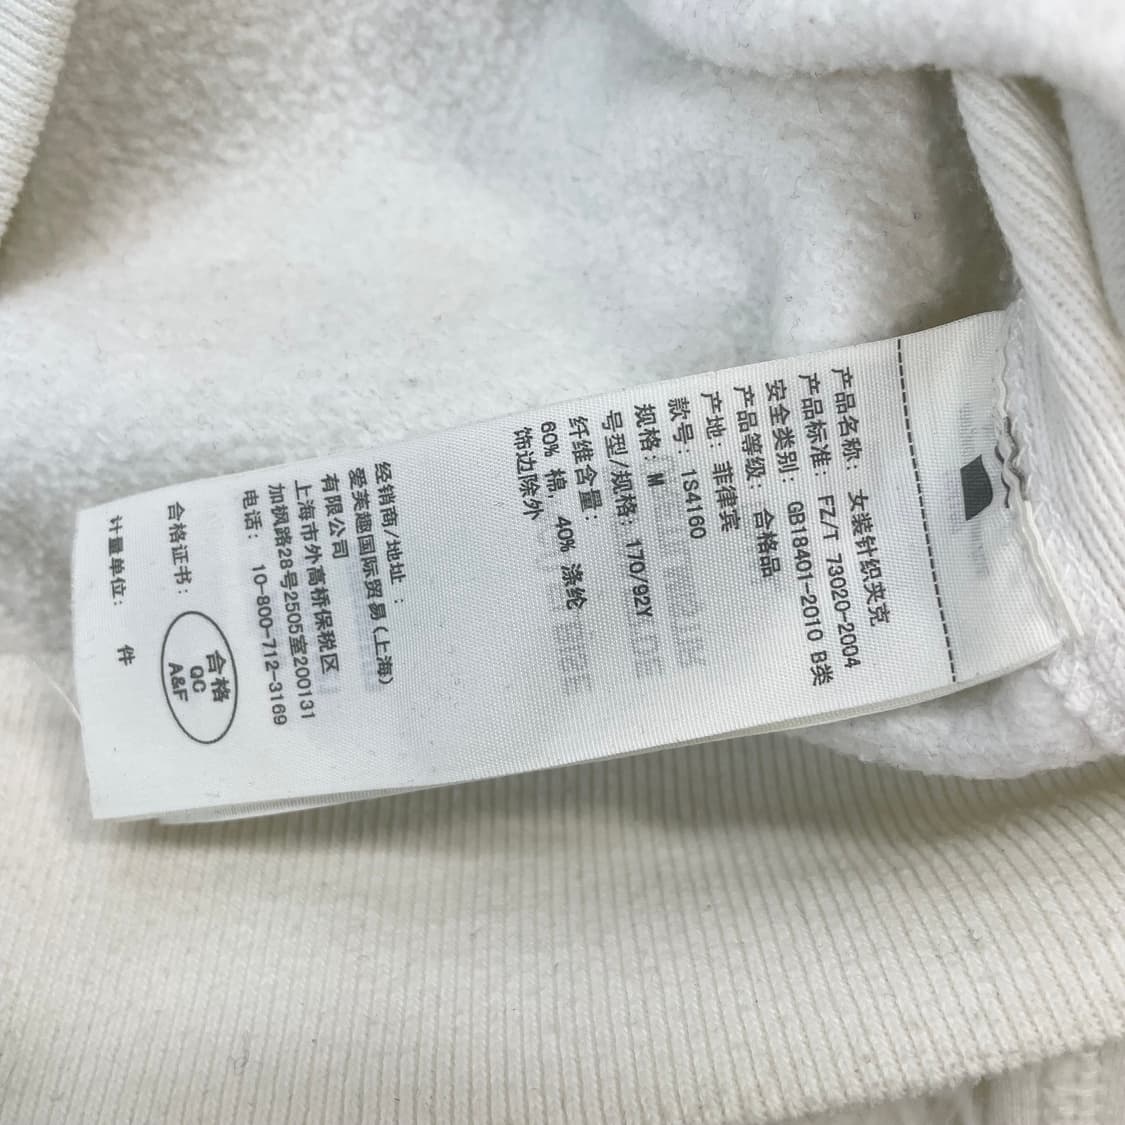 产品名称: 女装针织夹克
产品标准: FZ/T 73020-2004
安全类别: GB18401-2010 B类
产品等级: 合格品
产地: 菲律宾
款号: 1S4160
规格: M
号型/规格: 170/92Y
纤维含量:
60% 棉, 40% 涤纶
饰边除外
经销商/地址:
爱芙趣国际贸易(上海)
有限公司
上海市外高桥保税区
加枫路28号2505室200131
电话: 10-800-712-3169
合格证书:
合格
QC
A&F
计量单位: 件